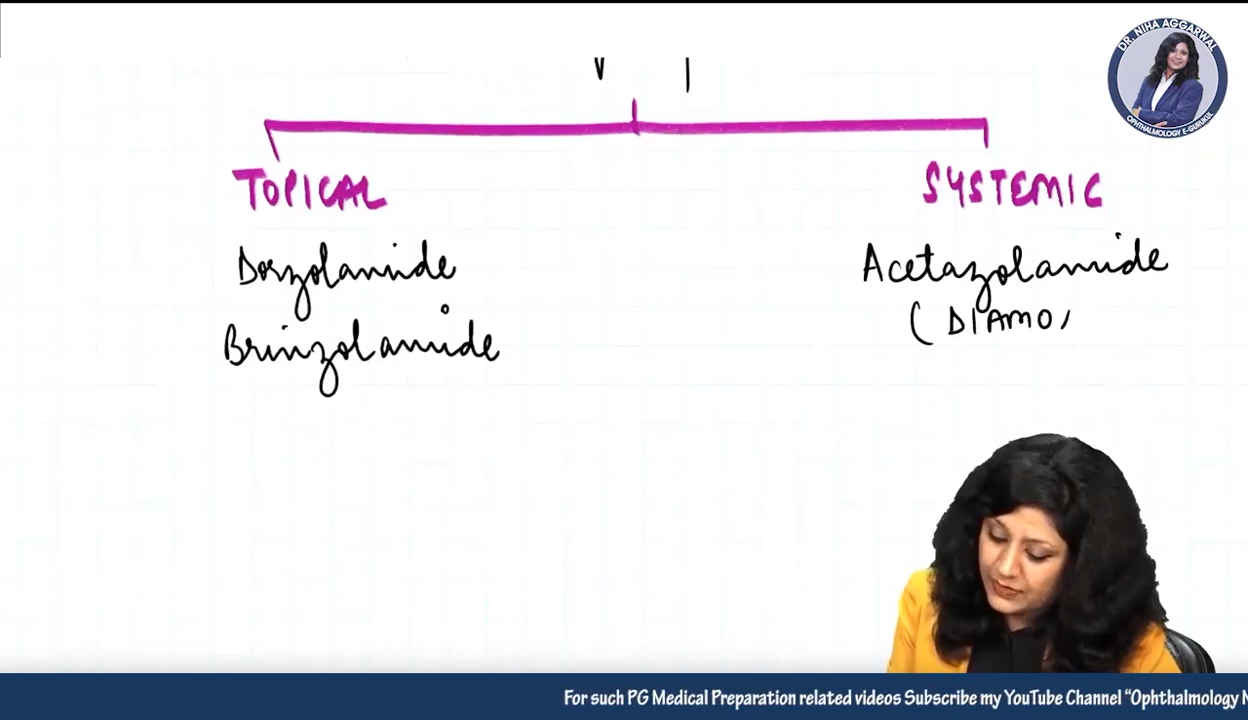 DR. NIHA AGGARWAL
OPHTHALMOLOGY E-GURUKUL
TOPICAL
SYSTEMIC
Dorzolamide
Acetazolamide
( DIAMO
Brinzolamide
For such PG Medical Preparation related videos Subscribe my YouTube Channel "Ophthalmology N